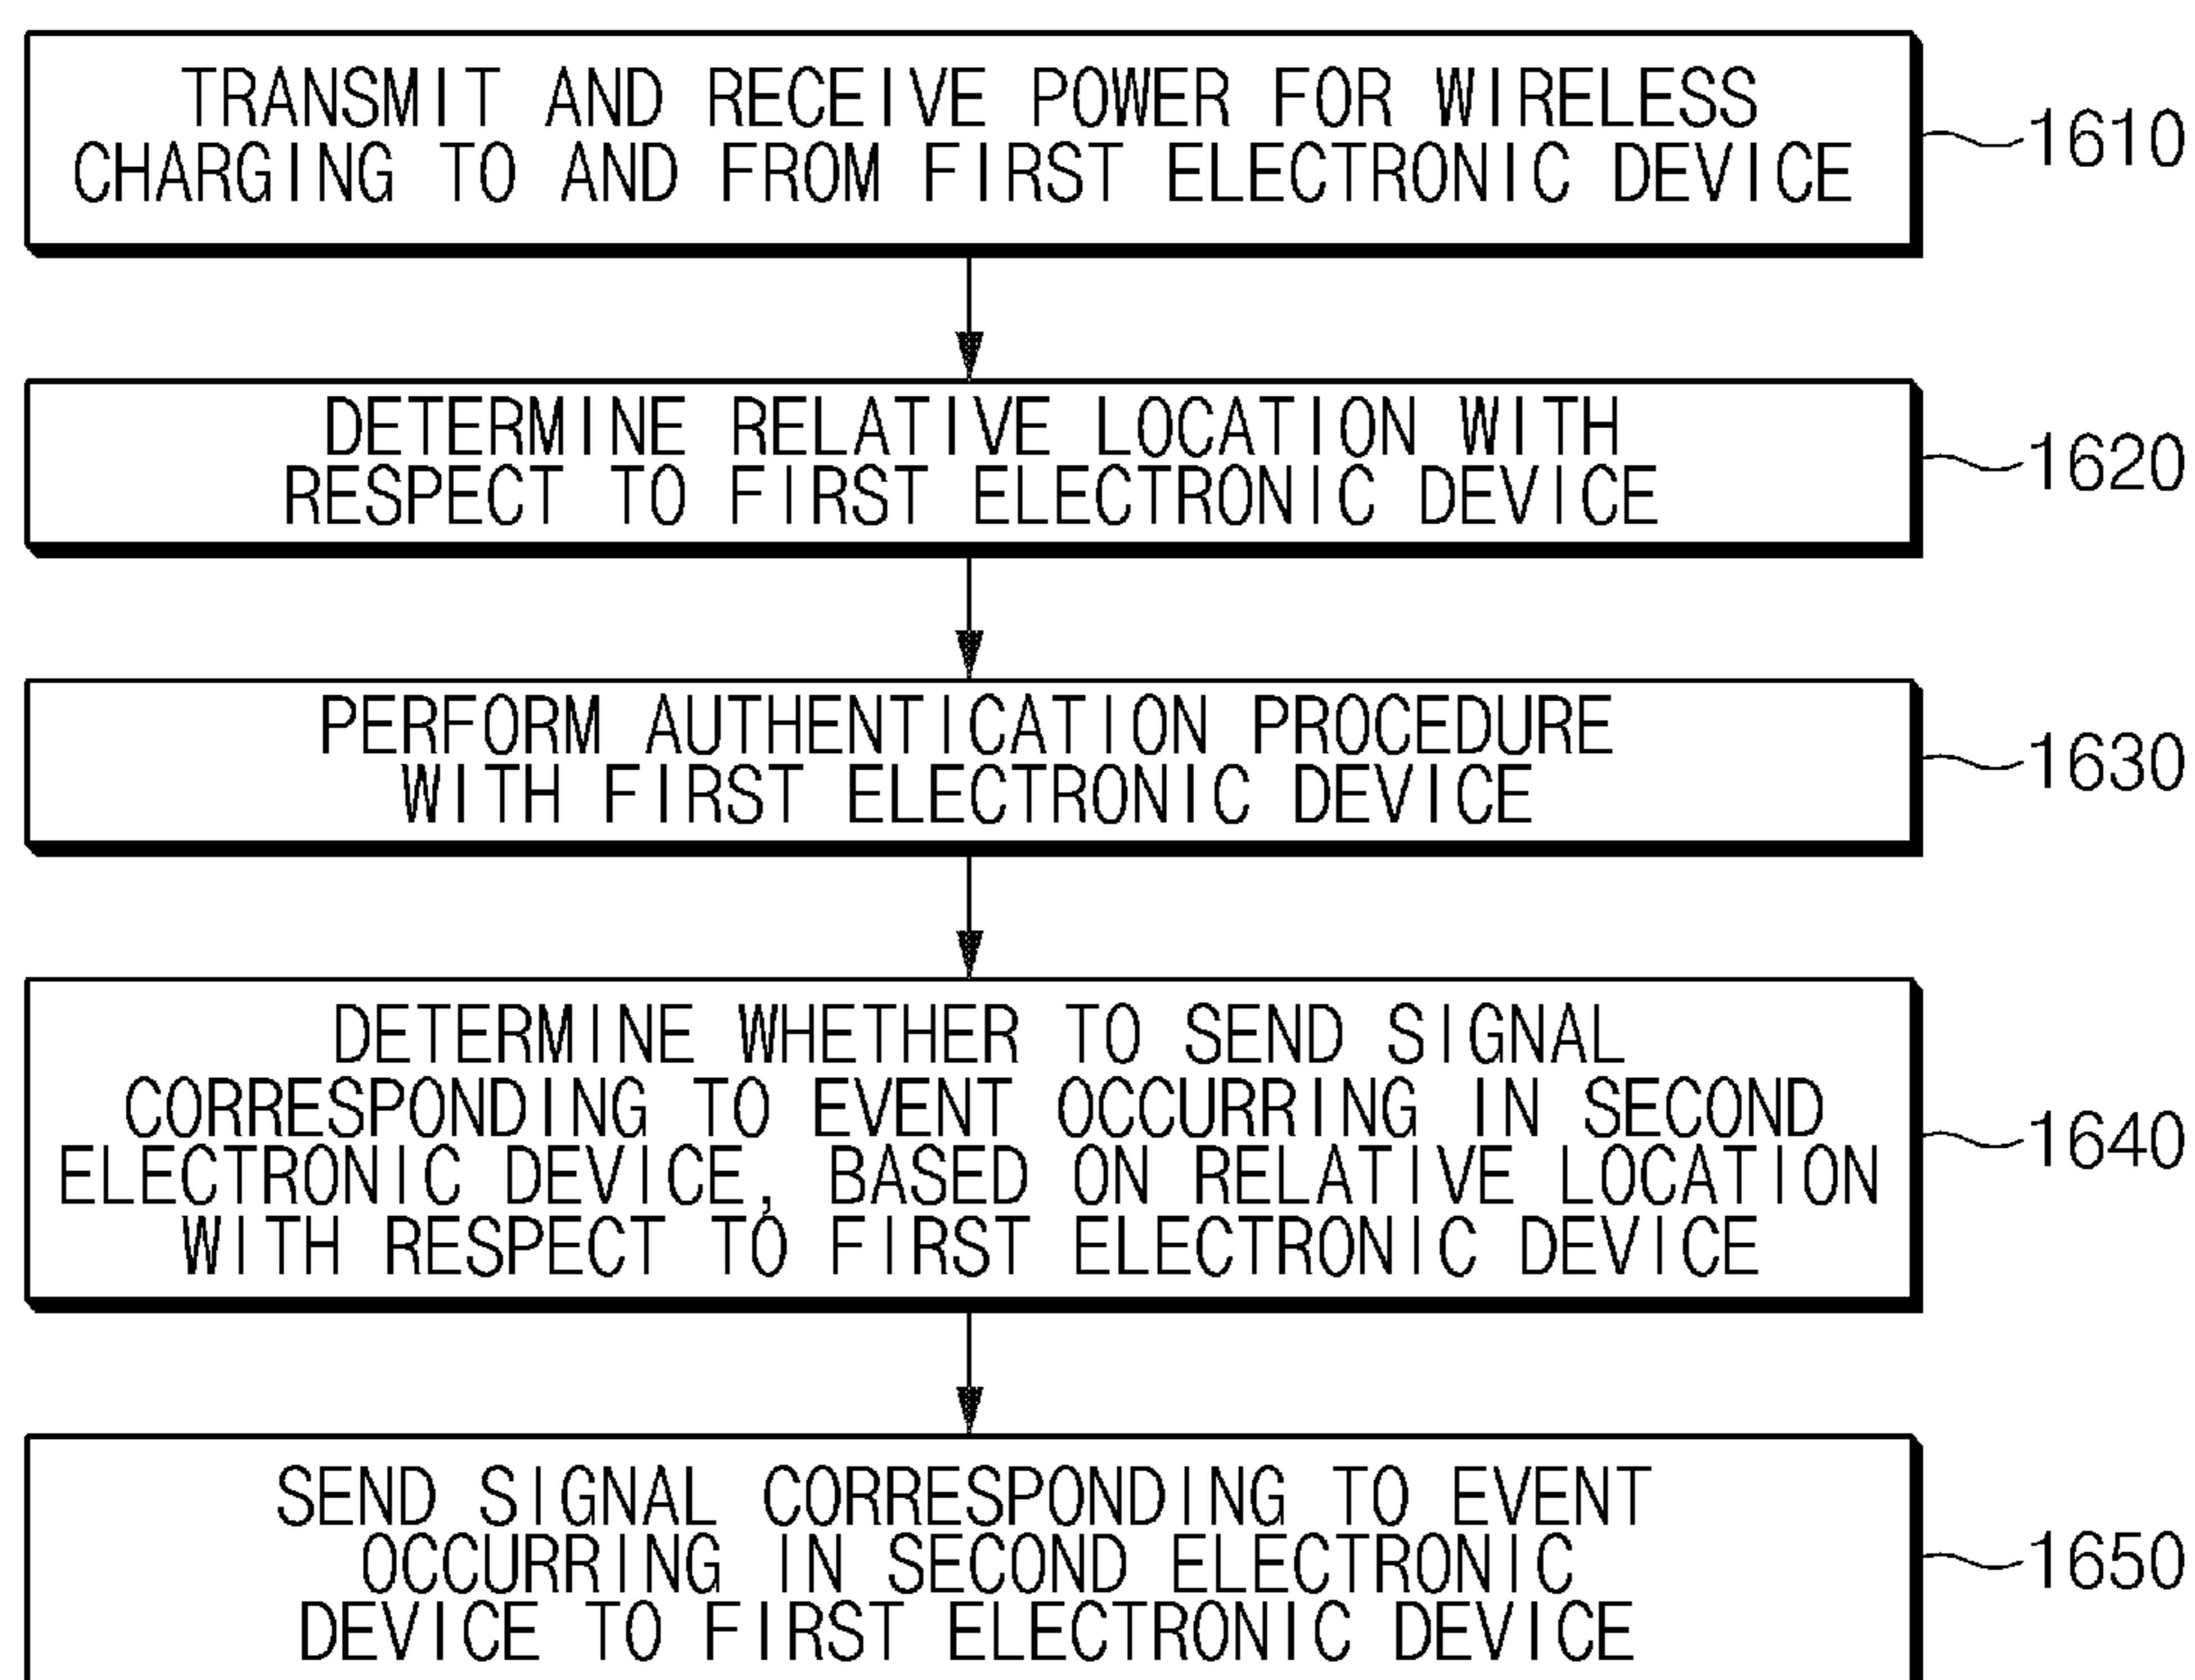 TRANSMIT AND RECEIVE POWER FOR WIRELESS
CHARGING TO AND FROM FIRST ELECTRONIC DEVICE
1610
DETERMINE RELATIVE LOCATION WITH
RESPECT TO FIRST ELECTRONIC DEVICE
1620
PERFORM AUTHENTICATION PROCEDURE
WITH FIRST ELECTRONIC DEVICE
1630
DETERMINE WHETHER TO SEND SIGNAL
CORRESPONDING TO EVENT OCCURRING IN SECOND
ELECTRONIC DEVICE, BASED ON RELATIVE LOCATION
WITH RESPECT TO FIRST ELECTRONIC DEVICE
1640
SEND SIGNAL CORRESPONDING TO EVENT
OCCURRING IN SECOND ELECTRONIC
DEVICE TO FIRST ELECTRONIC DEVICE
1650